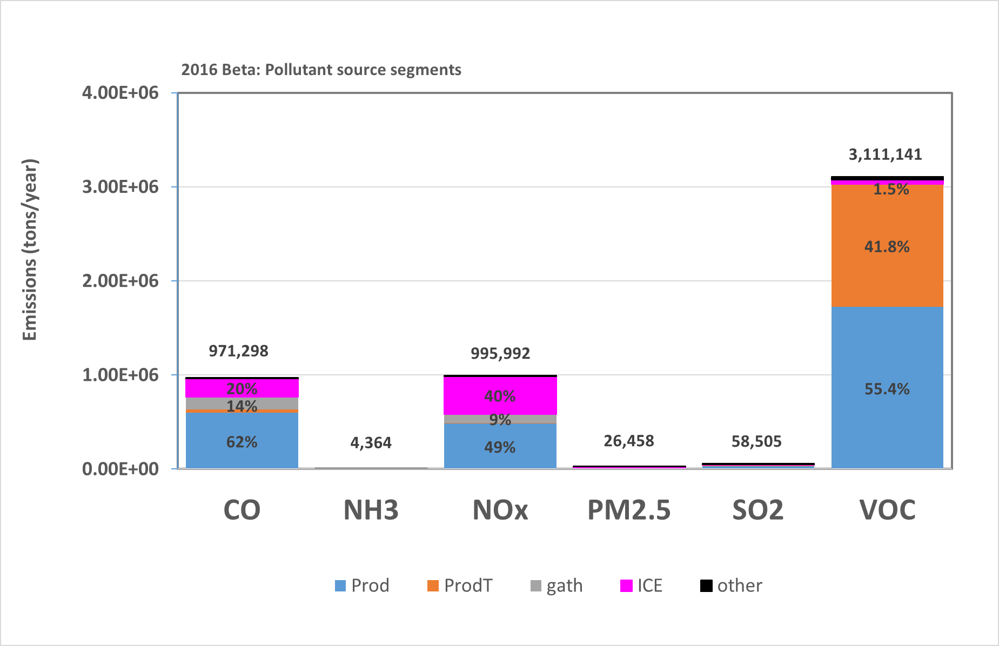 2016 Beta: Pollutant source segments
Emissions (tons/year)
4.00E+06
3.00E+06
2.00E+06
1.00E+06
0.00E+00
971,298
20%
14%
62%
4,364
995,992
40%
9%
49%
26,458
58,505
3,111,141
1.5%
41.8%
55.4%
CO NH3 NOx PM2.5 SO2 VOC
Prod ProdT gath ICE other